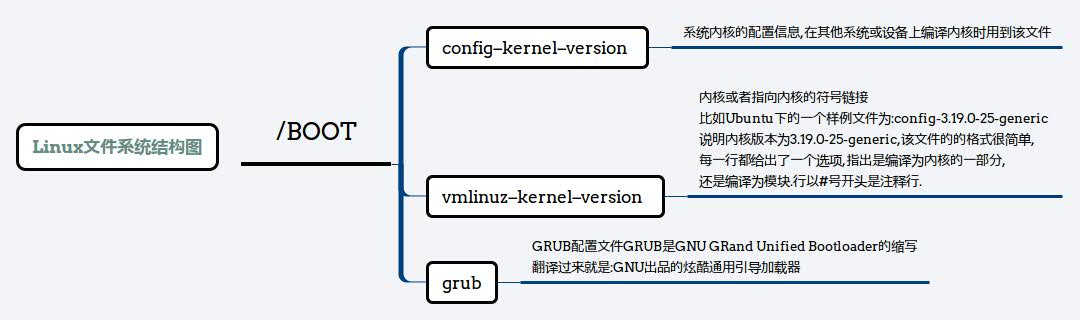 Linux文件系统结构图
/BOOT
config–kernel–version
系统内核的配置信息,在其他系统或设备上编译内核时用到该文件
vmlinuz–kernel–version
内核或者指向内核的符号链接
比如Ubuntu下的一个样例文件为:config-3.19.0-25-generic
说明内核版本为3.19.0-25-generic,该文件的的格式很简单,
每一行都给出了一个选项,指出是编译为内核的一部分,
还是编译为模块.行以#号开头是注释行.
grub
GRUB配置文件GRUB是GNU GRand Unified Bootloader的缩写
翻译过来就是:GNU出品的炫酷通用引导加载器